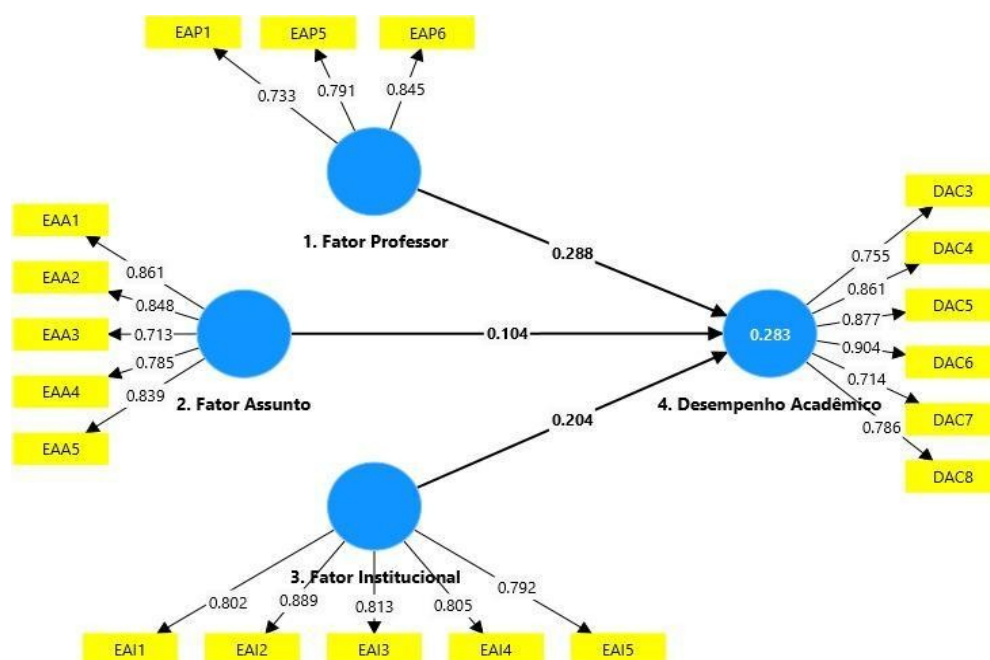 EAP1 EAP5 EAP6
0.733 0.791 0.845
1. Fator Professor
0.288
EAA1
EAA2
EAA3
EAA4
EAA5
0.861
0.848
0.713
0.785
0.839
2. Fator Assunto
0.104
0.283
4. Desempenho Acadêmico
DAC3
DAC4
DAC5
DAC6
DAC7
DAC8
0.755
0.861
0.877
0.904
0.714
0.786
0.204
3. Fator Institucional
0.802 0.889 0.813 0.805 0.792
EAI1 EAI2 EAI3 EAI4 EAI5